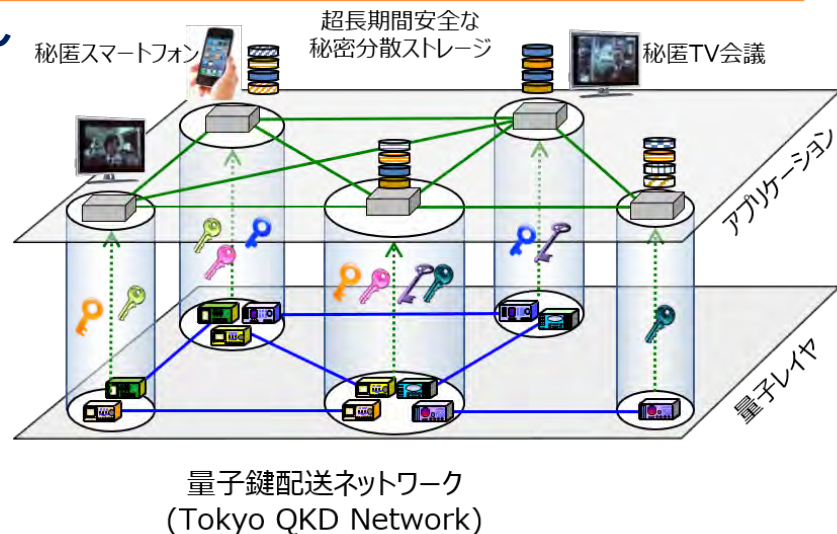 超長期間安全な
秘密分散ストレージ
秘匿スマートフォン
秘匿TV会議
アプリケーション
量子レイヤ
量子鍵配送ネットワーク
(Tokyo QKD Network)